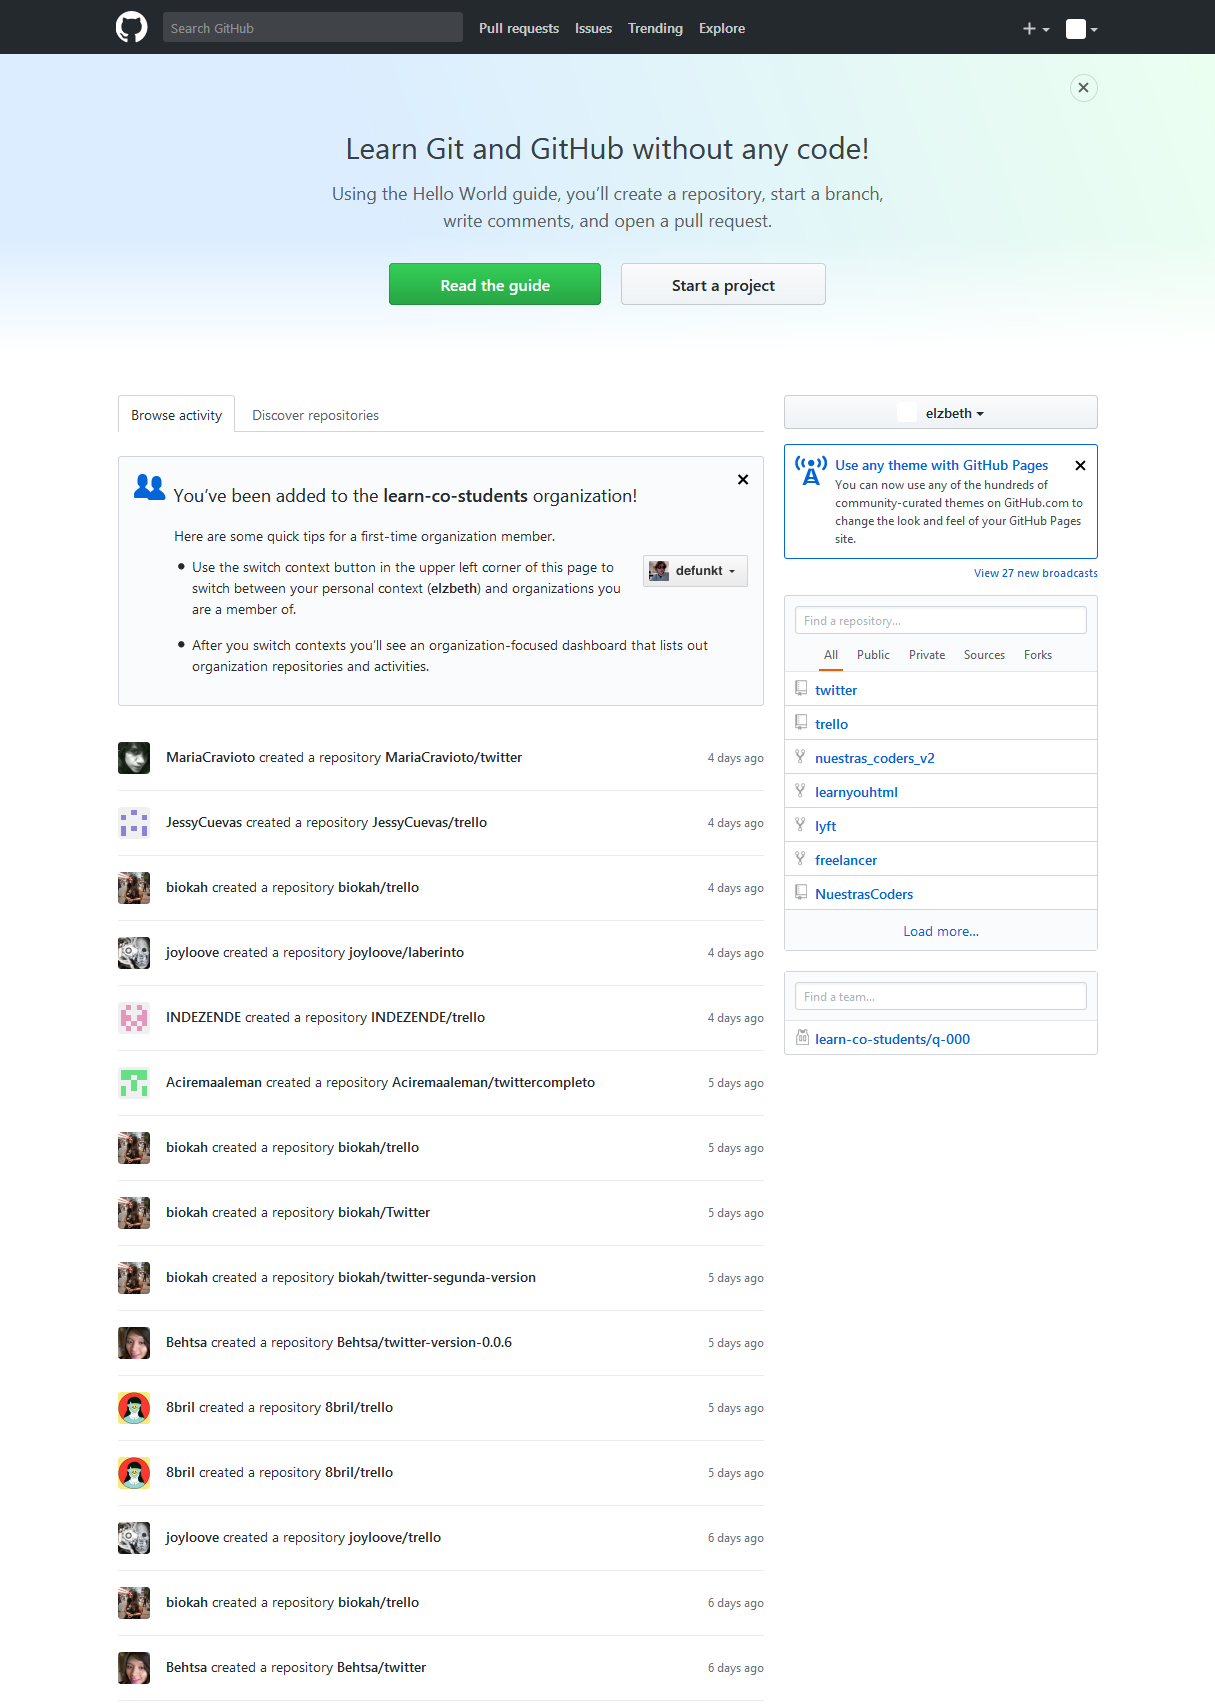 Search GitHub
Pull requests Issues Trending Explore
Learn Git and GitHub without any code!
Using the Hello World guide, you’ll create a repository, start a branch,
write comments, and open a pull request.
Read the guide Start a project
Browse activity Discover repositories
You’ve been added to the learn-co-students organization!
Here are some quick tips for a first-time organization member.
• Use the switch context button in the upper left corner of this page to
switch between your personal context (elzbeth) and organizations you
are a member of.
defunkt
• After you switch contexts you’ll see an organization-focused dashboard that lists out
organization repositories and activities.
MariaCravioto created a repository MariaCravioto/twitter 4 days ago
JessyCuevas created a repository JessyCuevas/trello 4 days ago
biokah created a repository biokah/trello 4 days ago
joyloove created a repository joyloove/laberinto 4 days ago
INDEZENDE created a repository INDEZENDE/trello 4 days ago
Aciremaaleman created a repository Aciremaaleman/twittercompleto 5 days ago
biokah created a repository biokah/trello 5 days ago
biokah created a repository biokah/Twitter 5 days ago
biokah created a repository biokah/twitter-segunda-version 5 days ago
Behtsa created a repository Behtsa/twitter-version-0.0.6 5 days ago
8bril created a repository 8bril/trello 5 days ago
8bril created a repository 8bril/trello 5 days ago
joyloove created a repository joyloove/trello 6 days ago
biokah created a repository biokah/trello 6 days ago
Behtsa created a repository Behtsa/twitter 6 days ago
elzbeth
Use any theme with GitHub Pages
You can now use any of the hundreds of
community-curated themes on GitHub.com to
change the look and feel of your GitHub Pages
site.
View 27 new broadcasts
Find a repository...
All Public Private Sources Forks
twitter
trello
nuestras_coders_v2
learnyouhtml
lyft
freelancer
NuestrasCoders
Load more...
Find a team...
learn-co-students/q-000